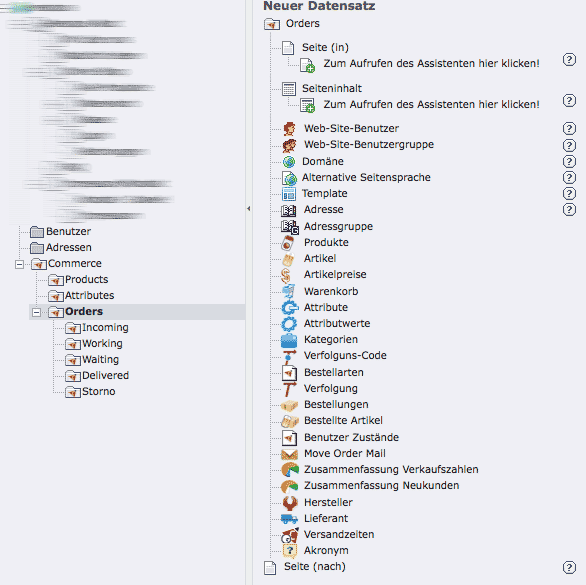 Benutzer
Adressen
Commerce
Products
Attributes
Orders
Incoming
Working
Waiting
Delivered
Storno
Neuer Datensatz
Orders
Seite (in)
Zum Aufrufen des Assistenten hier klicken!
Seiteninhalt
Zum Aufrufen des Assistenten hier klicken!
Web-Site-Benutzer
Web-Site-Benutzergruppe
Domäne
Alternative Seitensprache
Template
Adresse
Adressgruppe
Produkte
Artikel
Artikelpreise
Warenkorb
Attribute
Attributwerte
Kategorien
Verfolguns-Code
Bestellarten
Verfolgung
Bestellungen
Bestellte Artikel
Benutzer Zustände
Move Order Mail
Zusammenfassung Verkaufszahlen
Zusammenfassung Neukunden
Hersteller
Lieferant
Versandzeiten
Akronym
Seite (nach)